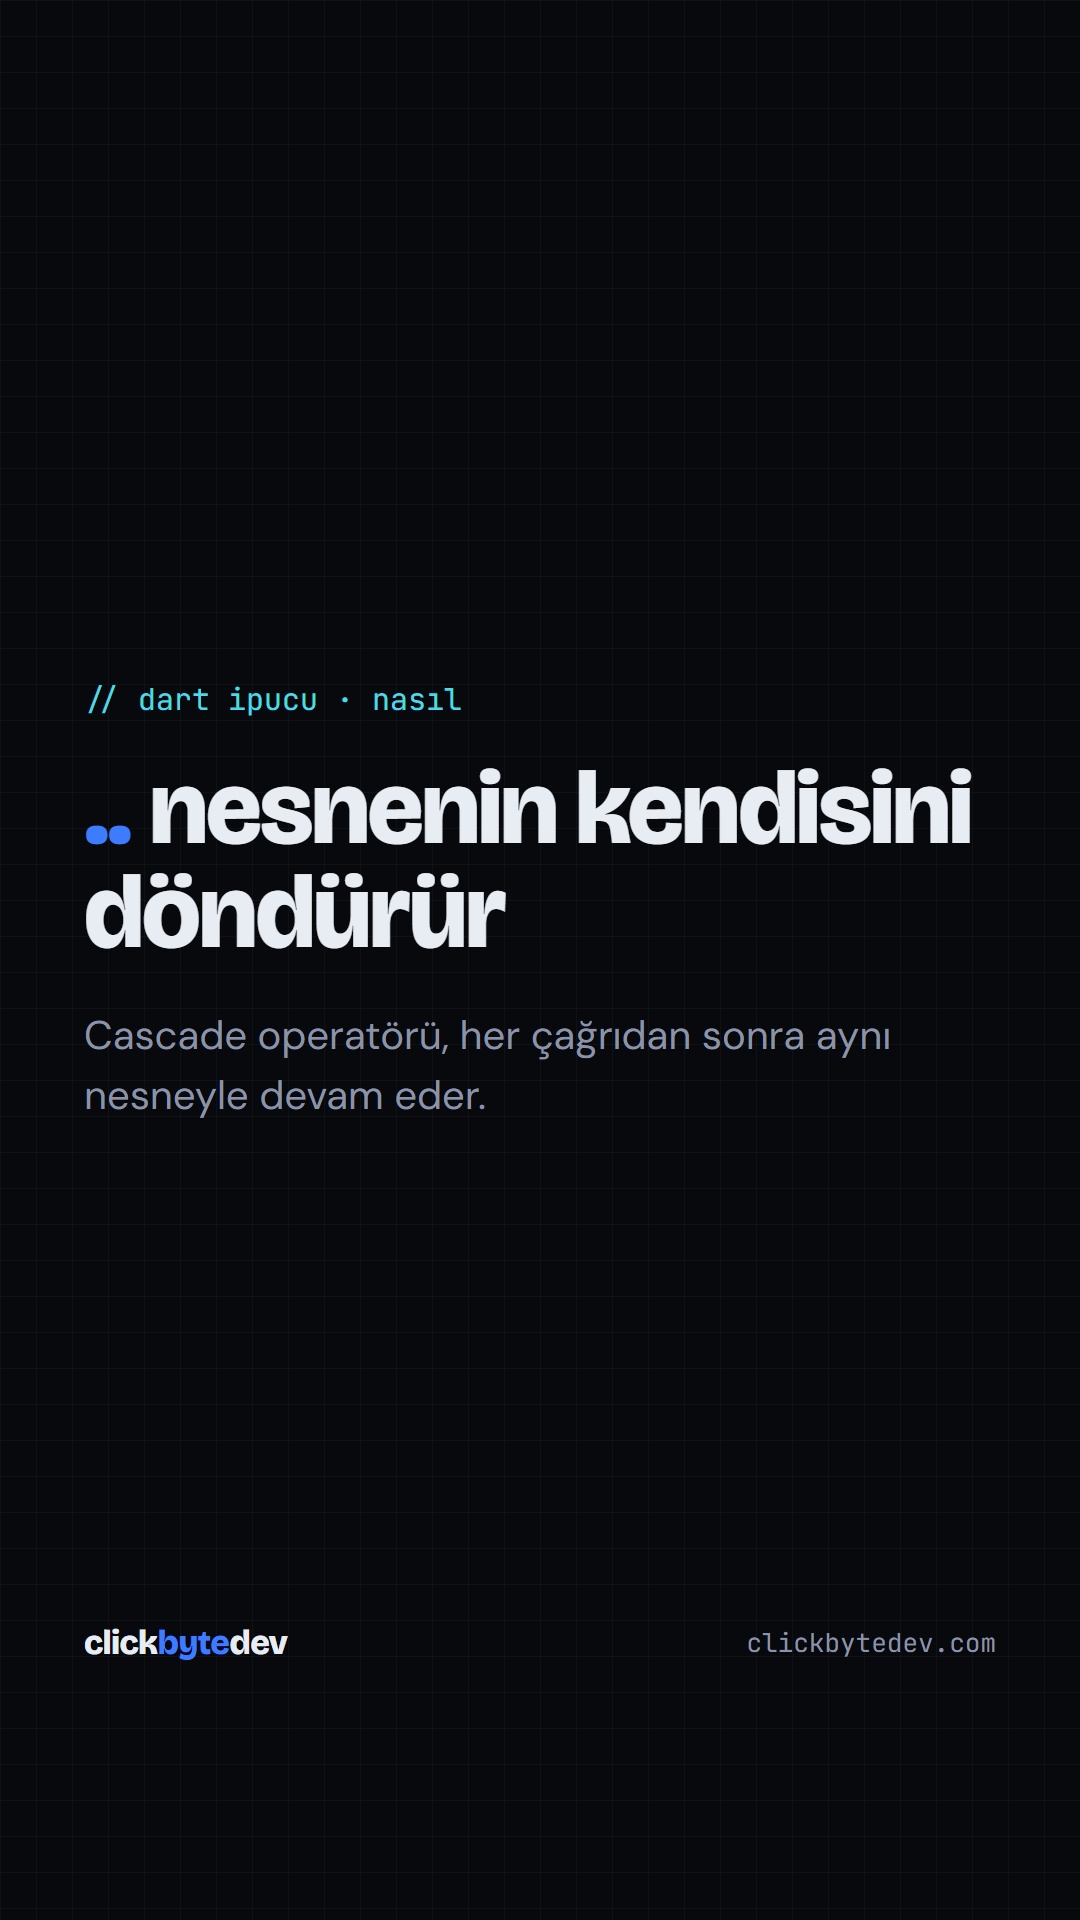 // dart ipucu · nasıl
.. nesnenin kendisini
döndürür
Cascade operatörü, her çağrıdan sonra aynı
nesneyle devam eder.
clickbytedev
clickbytedev.com